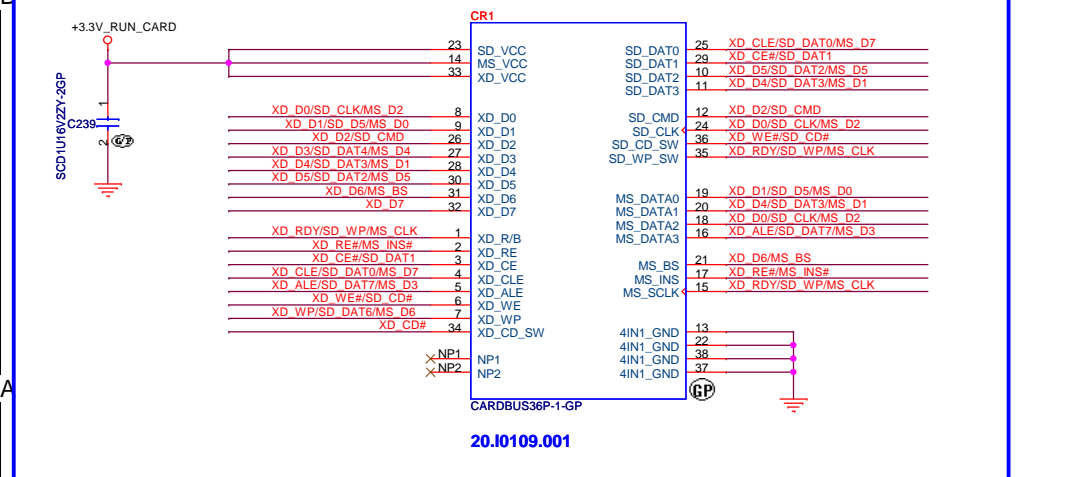 CR1
+3.3V_RUN_CARD
SCD1U16V2ZY-2GP
C239
1
2
23 SD_VCC
14 MS_VCC
33 XD_VCC
XD_D0/SD_CLK/MS_D2 8 XD_D0
XD_D1/SD_D5/MS_D0 9 XD_D1
XD_D2/SD_CMD 26 XD_D2
XD_D3/SD_DAT4/MS_D4 27 XD_D3
XD_D4/SD_DAT3/MS_D1 28 XD_D4
XD_D5/SD_DAT2/MS_D5 30 XD_D5
XD_D6/MS_BS 31 XD_D6
XD_D7 32 XD_D7
XD_RDY/SD_WP/MS_CLK 1 XD_R/B
XD_RE#/MS_INS# 2 XD_RE
XD_CE#/SD_DAT1 3 XD_CE
XD_CLE/SD_DAT0/MS_D7 4 XD_CLE
XD_ALE/SD_DAT7/MS_D3 5 XD_ALE
XD_WE#/SD_CD# 6 XD_WE
XD_WP/SD_DAT6/MS_D6 7 XD_WP
XD_CD# 34 XD_CD_SW
NP1 NP1
NP2 NP2
SD_DAT0 25 XD_CLE/SD_DAT0/MS_D7
SD_DAT1 29 XD_CE#/SD_DAT1
SD_DAT2 10 XD_D5/SD_DAT2/MS_D5
SD_DAT3 11 XD_D4/SD_DAT3/MS_D1
SD_CMD 12 XD_D2/SD_CMD
SD_CLK 24 XD_D0/SD_CLK/MS_D2
SD_CD_SW 36 XD_WE#/SD_CD#
SD_WP_SW 35 XD_RDY/SD_WP/MS_CLK
MS_DATA0 19 XD_D1/SD_D5/MS_D0
MS_DATA1 20 XD_D4/SD_DAT3/MS_D1
MS_DATA2 18 XD_D0/SD_CLK/MS_D2
MS_DATA3 16 XD_ALE/SD_DAT7/MS_D3
MS_BS 21 XD_D6/MS_BS
MS_INS 17 XD_RE#/MS_INS#
MS_SCLK 15 XD_RDY/SD_WP/MS_CLK
4IN1_GND 13
4IN1_GND 22
4IN1_GND 38
4IN1_GND 37
GP
A
CARDBUS36P-1-GP
20.I0109.001